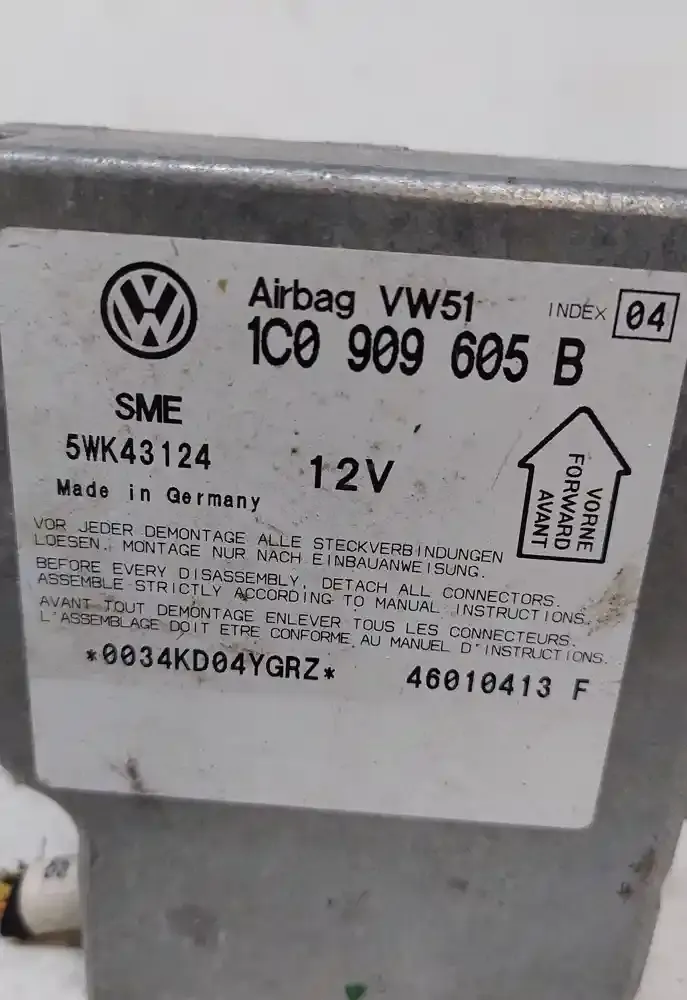 Airbag VW51 INDEX 04
1C0 909 605 B
SME
5WK43124
12V
Made in Germany
VORNE
FORWARD
AVANT
VOR JEDER DEMONTAGE ALLE STECKVERBINDUNGEN
LOESEN. MONTAGE NUR NACH EINBAUANWEISUNG.
BEFORE EVERY DISASSEMBLY, DETACH ALL CONNECTORS.
ASSEMBLE STRICTLY ACCORDING TO MANUAL INSTRUCTIONS.
AVANT TOUT DEMONTAGE ENLEVER TOUS LES CONNECTEURS.
L'ASSEMBLAGE DOIT ETRE CONFORME AU MANUEL D'INSTRUCTIONS.
*0034KD04YGRZ* 46010413 F